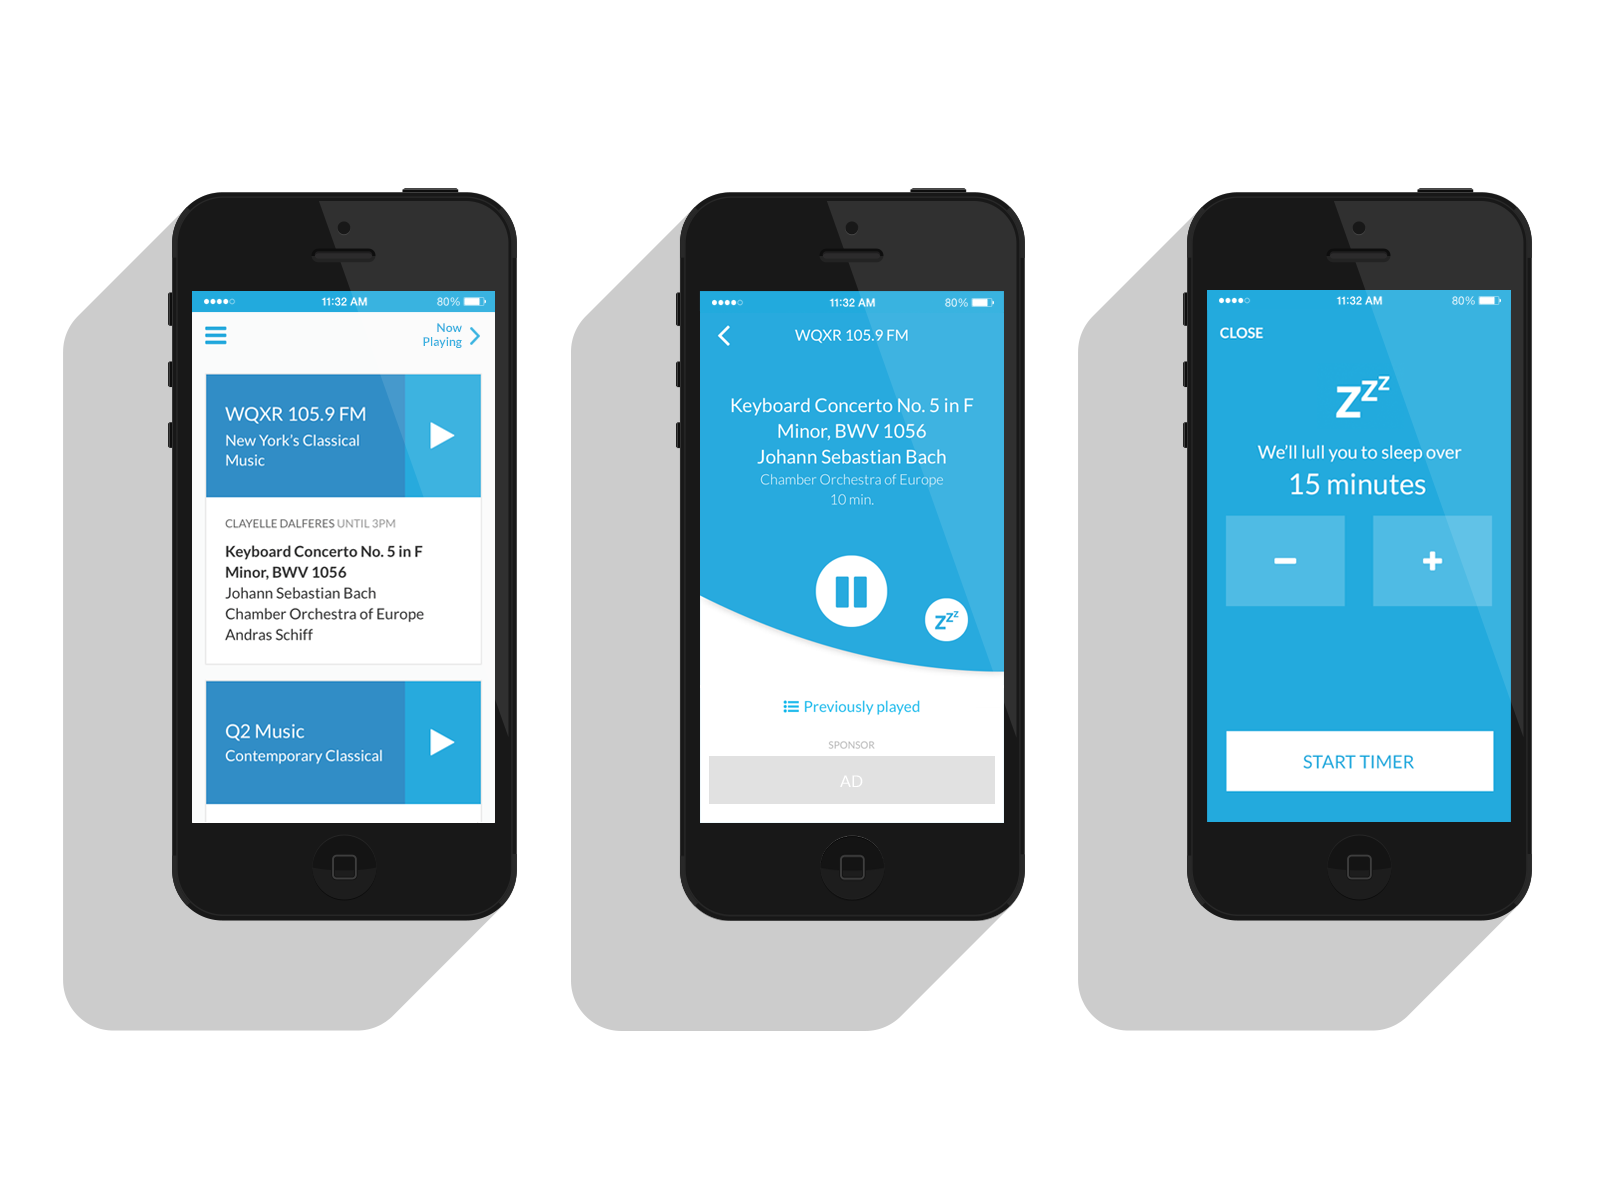 11:32 AM
80%
Now
Playing
WQXR 105.9 FM
New York's Classical
Music
CLAYELLE DALFERES UNTIL 3PM
Keyboard Concerto No. 5 in F
Minor, BWV 1056
Johann Sebastian Bach
Chamber Orchestra of Europe
Andras Schiff
Q2 Music
Contemporary Classical
11:32 AM
80%
WQXR 105.9 FM
Keyboard Concerto No. 5 in F
Minor, BWV 1056
Johann Sebastian Bach
Chamber Orchestra of Europe
10 min.
zzz
Previously played
SPONSOR
AD
11:32 AM
80%
CLOSE
zzz
We'll lull you to sleep over
15 minutes
START TIMER